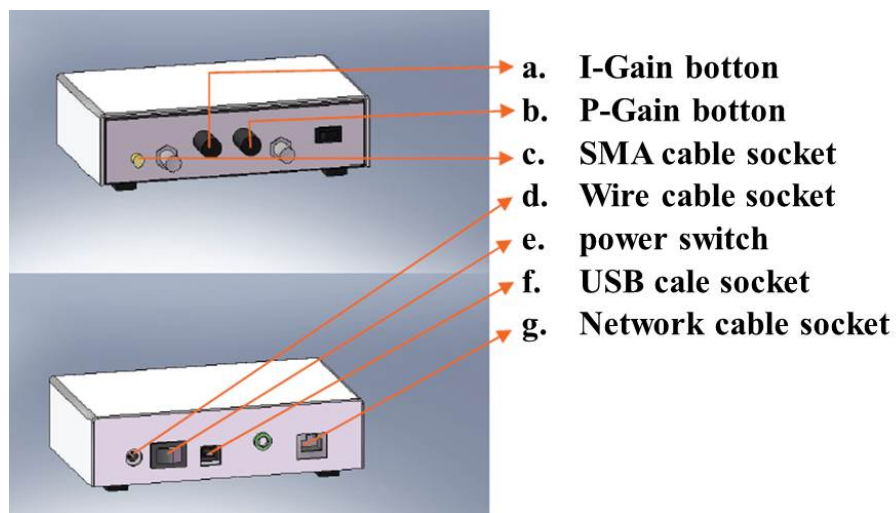 a. I-Gain botton
b. P-Gain botton
c. SMA cable socket
d. Wire cable socket
e. power switch
f. USB cale socket
g. Network cable socket